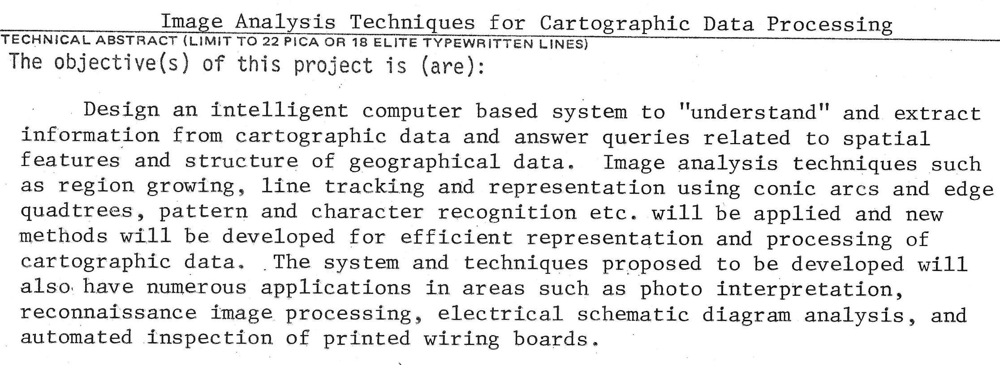 Image Analysis Techniques for Cartographic Data Processing
TECHNICAL ABSTRACT (LIMIT TO 22 PICA OR 18 ELITE TYPEWRITTEN LINES)
The objective(s) of this project is (are):
Design an intelligent computer based system to "understand" and extract
information from cartographic data and answer queries related to spatial
features and structure of geographical data. Image analysis techniques such
as region growing, line tracking and representation using conic arcs and edge
quadtrees, pattern and character recognition etc. will be applied and new
methods will be developed for efficient representation and processing of
cartographic data. The system and techniques proposed to be developed will
also have numerous applications in areas such as photo interpretation,
reconnaissance image processing, electrical schematic diagram analysis, and
automated inspection of printed wiring boards.